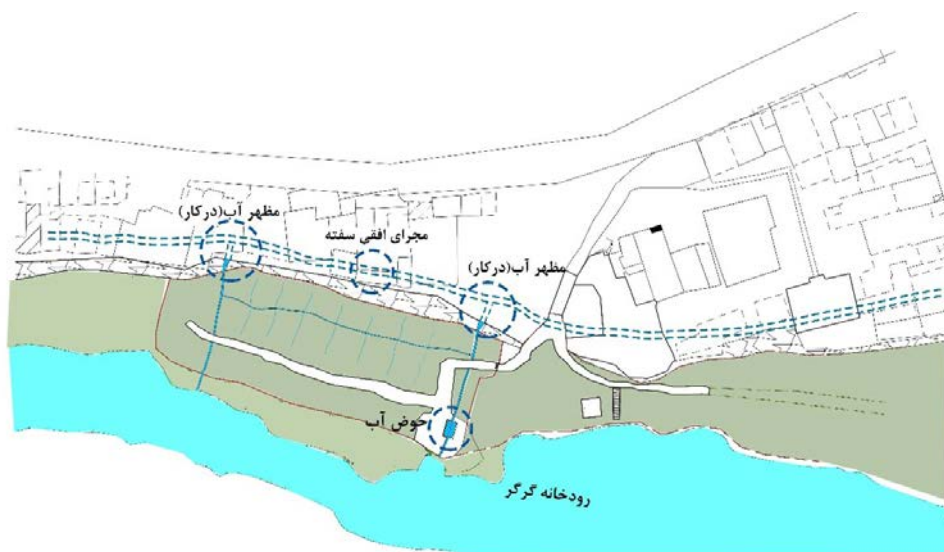 مظهر آب(درکار)
مجرای افقی سفته
مظهر آب(درکار)
حوض آب
رودخانه گرگر